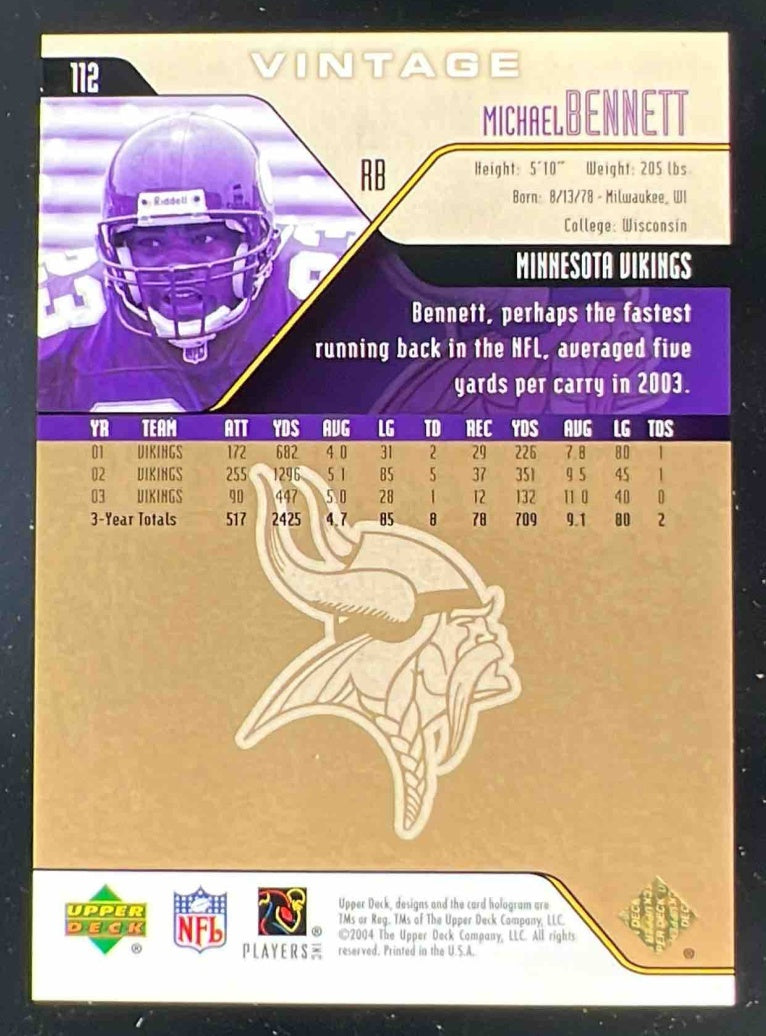 112
VINTAGE
MICHAEL BENNETT
RB
Height: 5'10" Weight: 205 lbs.
Born: 8/13/78 - Milwaukee, WI
College: Wisconsin
Riddell
MINNESOTA VIKINGS
Bennett, perhaps the fastest
running back in the NFL, averaged five
yards per carry in 2003.
YR TEAM ATT YDS AVG LG TD REC YDS AVG LG TDS
01 VIKINGS 172 682 4.0 31 2 29 226 7.8 80 1
02 VIKINGS 255 1296 5.1 85 5 37 351 9.5 45 1
03 VIKINGS 90 447 5.0 28 1 12 132 11.0 40 0
3-Year Totals 517 2425 4.7 85 8 78 709 9.1 80 2
UPPER
DECK
®
NFL
PLAYERS INC ®
Upper Deck, designs and the card hologram are
TMs or Reg. TMs of The Upper Deck Company, LLC.
©2004 The Upper Deck Company, LLC. All rights
reserved. Printed in the U.S.A.
®